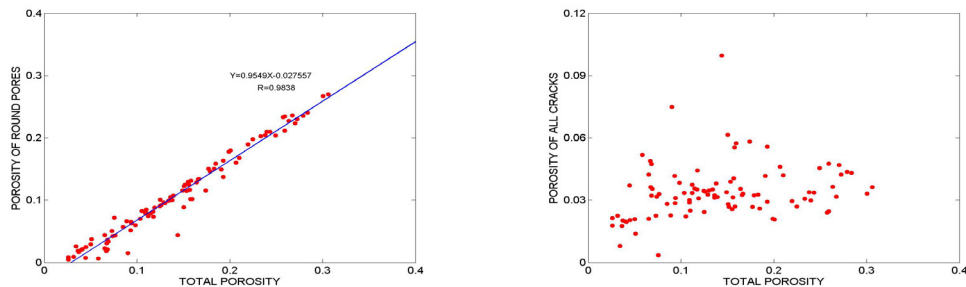 0.4
0.3
0.2
0.1
0
POROSITY OF ROUND PORES
Y=0.9549X-0.027557
R=0.9838
0 0.1 0.2 0.3 0.4
TOTAL POROSITY
0.12
0.09
0.06
0.03
0
POROSITY OF ALL CRACKS
0 0.1 0.2 0.3 0.4
TOTAL POROSITY